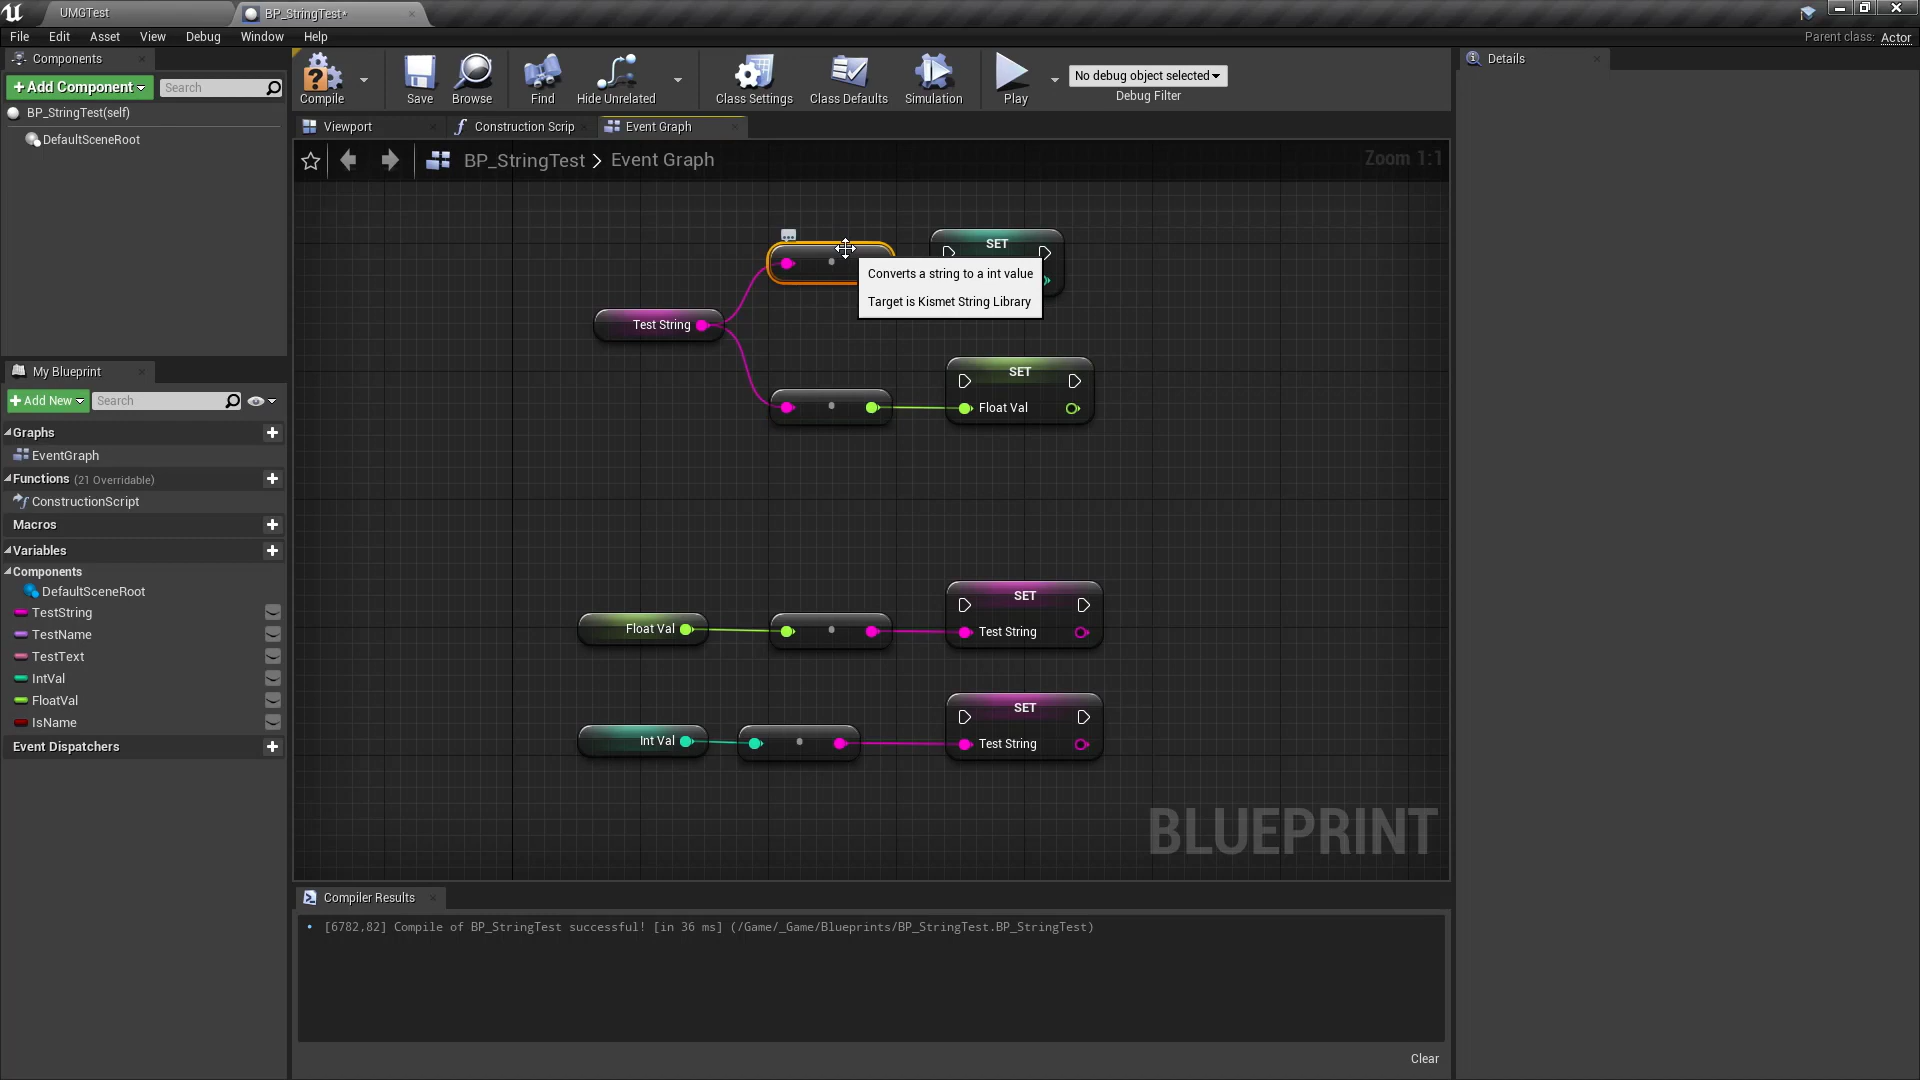 UMGTest
BP_StringTest*
File Edit Asset View Debug Window Help
Parent class: Actor
Components
+Add Component
Search
BP_StringTest(self)
DefaultSceneRoot
Compile
Save
Browse
Find
Hide Unrelated
Class Settings
Class Defaults
Simulation
Play
No debug object selected
Debug Filter
Details
Viewport
Construction Scrip
Event Graph
BP_StringTest > Event Graph
Zoom 1:1
SET
Converts a string to a int value
Target is Kismet String Library
Test String
SET
Float Val
SET
Float Val
Test String
SET
Int Val
Test String
BLUEPRINT
My Blueprint
+Add New
Search
Graphs
EventGraph
Functions (21 Overridable)
ConstructionScript
Macros
Variables
Components
DefaultSceneRoot
TestString
TestName
TestText
IntVal
FloatVal
IsName
Event Dispatchers
Compiler Results
• [6782,82] Compile of BP_StringTest successful! [in 36 ms] (/Game/_Game/Blueprints/BP_StringTest.BP_StringTest)
Clear